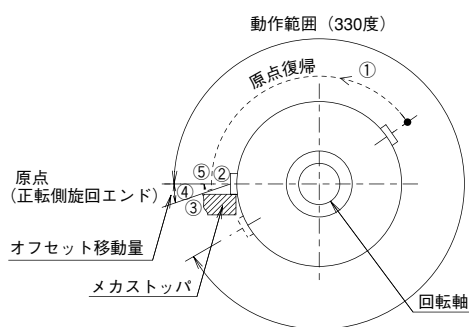 動作範囲（330度）
原点復帰
①
⑤
②
原点
(正転側旋回エンド)
④
③
オフセット移動量
メカストッパ
回転軸